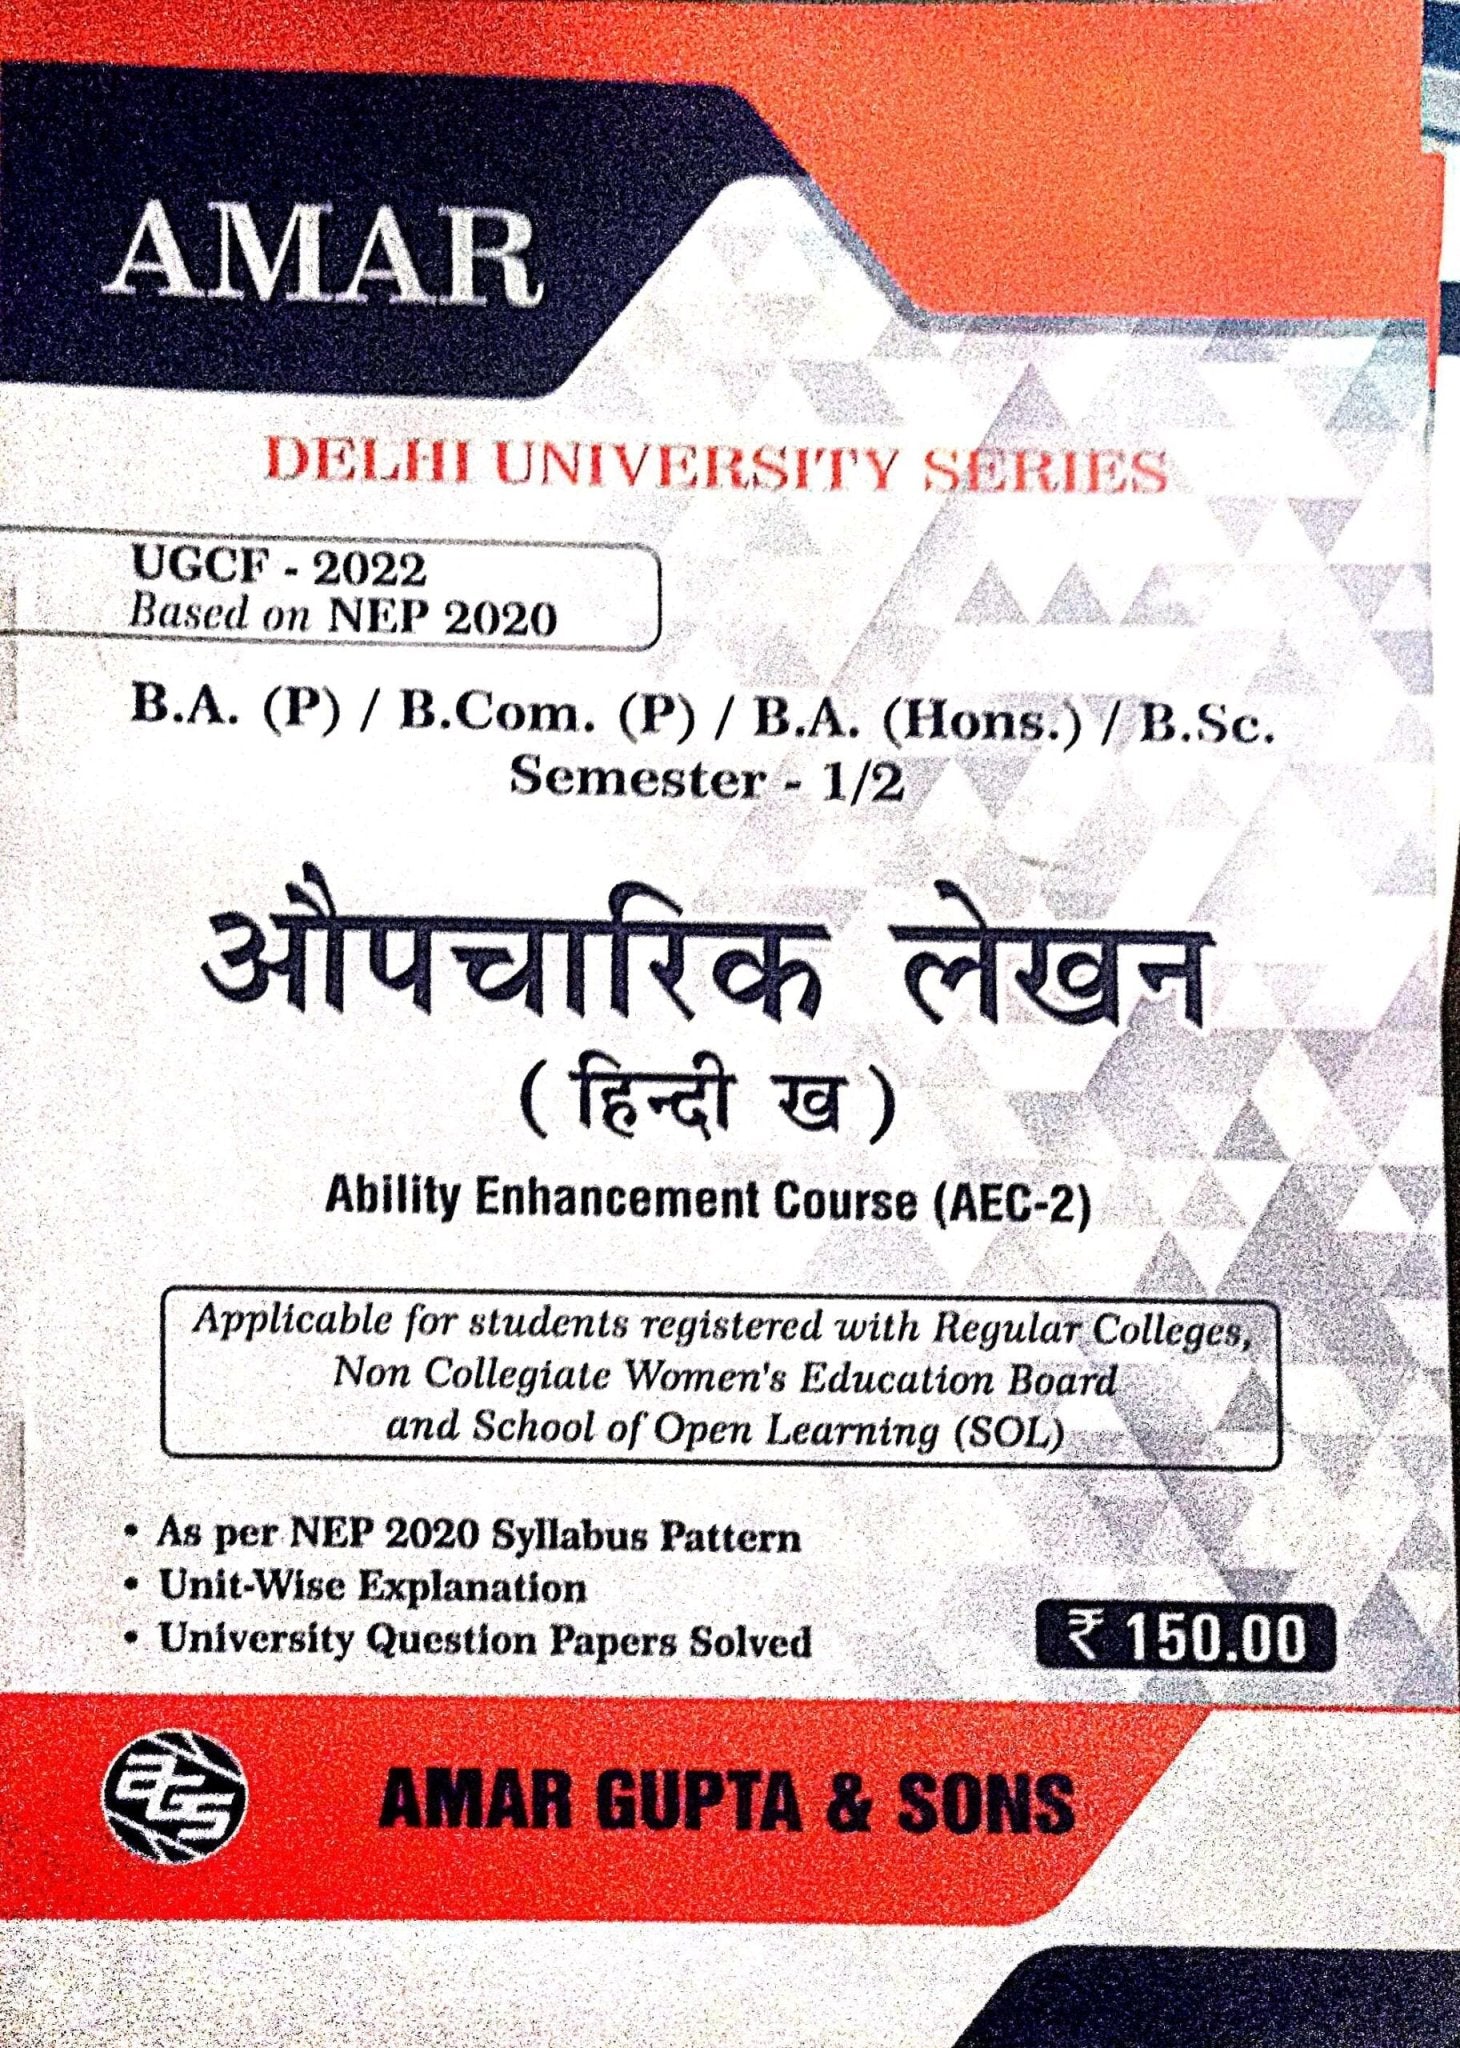 AMAR
DELHI UNIVERSITY SERIES
UGCF - 2022
Based on NEP 2020
B.A. (P) / B.Com. (P) / B.A. (Hons.) / B.Sc.
Semester - 1/2
औपचारिक लेखन
( हिन्दी ख )
Ability Enhancement Course (AEC-2)
Applicable for students registered with Regular Colleges,
Non Collegiate Women's Education Board
and School of Open Learning (SOL)
• As per NEP 2020 Syllabus Pattern
• Unit-Wise Explanation
• University Question Papers Solved
₹ 150.00
aGS
AMAR GUPTA & SONS